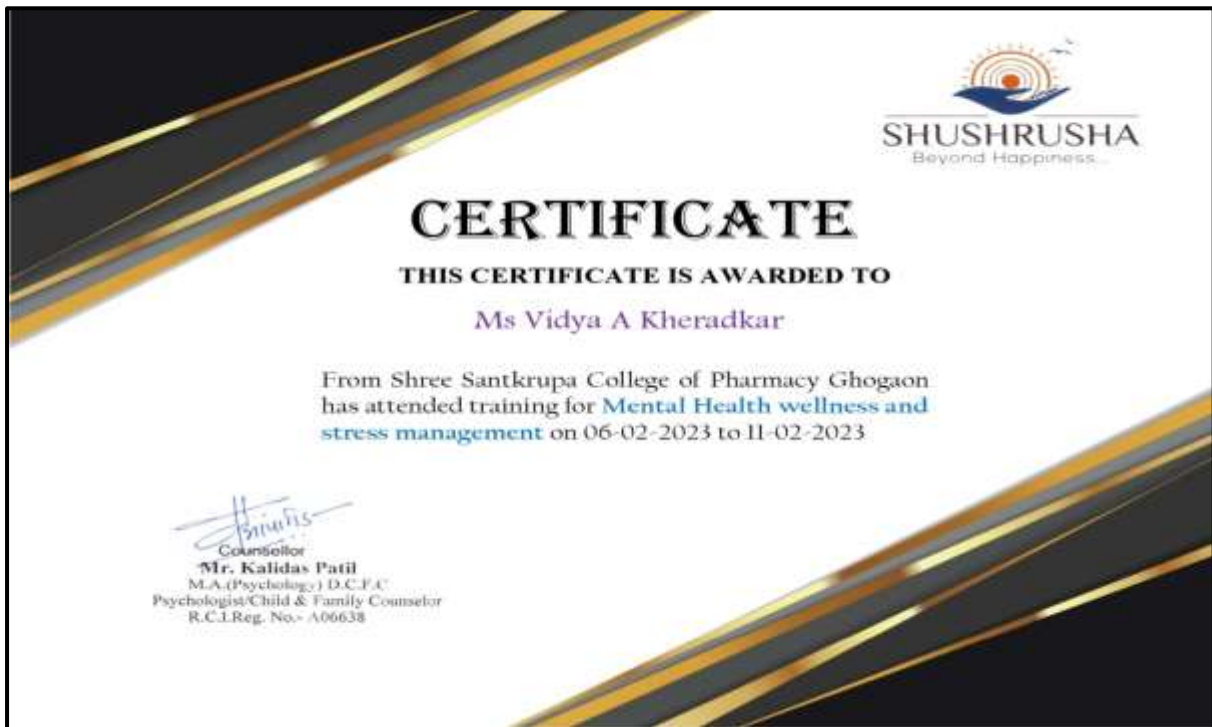 SHUSHRUSHA
Beyond Happiness...
CERTIFICATE
THIS CERTIFICATE IS AWARDED TO
Ms Vidya A Kheradkar
From Shree Santkrupa College of Pharmacy Ghogaon
has attended training for Mental Health wellness and
stress management on 06-02-2023 to 11-02-2023
Counsellor
Mr. Kalidas Patil
M.A.(Psychology) D.C.F.C
Psychologist/Child & Family Counselor
R.C.I.Reg. No.- A06638